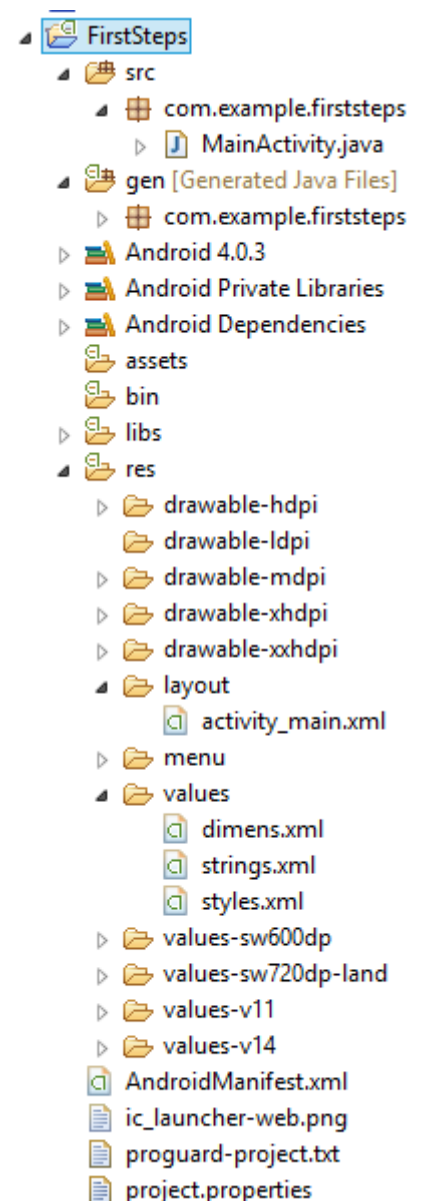 FirstSteps
src
com.example.firststeps
MainActivity.java
gen [Generated Java Files]
com.example.firststeps
Android 4.0.3
Android Private Libraries
Android Dependencies
assets
bin
libs
res
drawable-hdpi
drawable-ldpi
drawable-mdpi
drawable-xhdpi
drawable-xxhdpi
layout
activity_main.xml
menu
values
dimens.xml
strings.xml
styles.xml
values-sw600dp
values-sw720dp-land
values-v11
values-v14
AndroidManifest.xml
ic_launcher-web.png
proguard-project.txt
project.properties